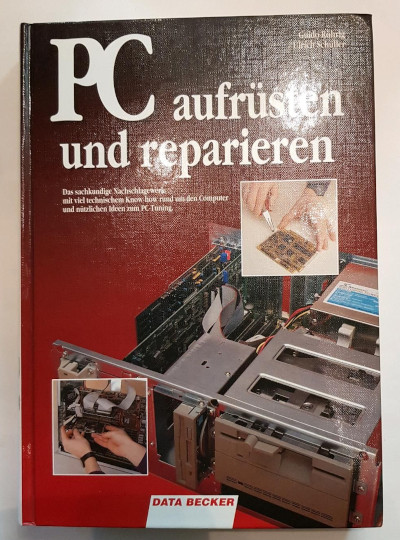 Guido Röhrig
Ulrich Schüller
PC aufrüsten
und reparieren
Das sachkundige Nachschlagewerk
mit viel technischem Know-how rund um den Computer
und nützlichen Ideen zum PC-Tuning.
DATA BECKER